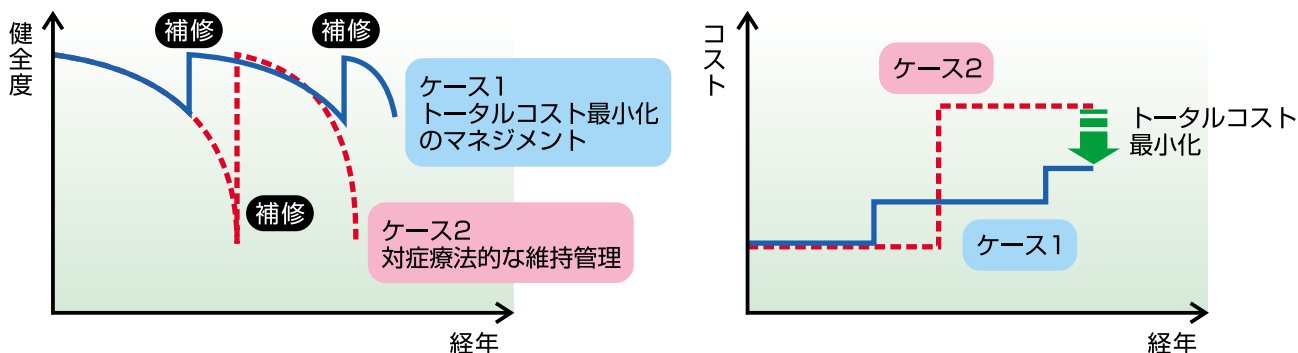 健全度
補修
補修
ケース1
トータルコスト最小化
のマネジメント
補修
ケース2
対症療法的な維持管理
経年
コスト
ケース2
トータルコスト
最小化
ケース1
経年